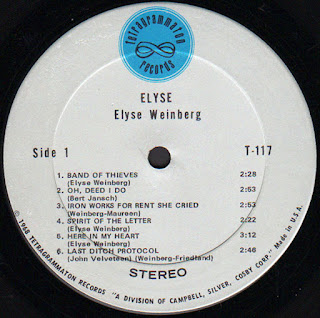 tetragrammaton
records
ELYSE
Elyse Weinberg
Side 1
T-117
1. BAND OF THIEVES 2:28
(Elyse Weinberg)
2. OH, DEED I DO 2:53
(Bert Jansch)
3. IRON WORKS FOR RENT SHE CRIED 2:53
(Weinberg-Maureen)
4. SPIRIT OF THE LETTER 2:22
(Elyse Weinberg)
5. HERE IN MY HEART 3:12
(Elyse Weinberg)
6. LAST DITCH PROTOCOL 2:46
(John Velveteen) (Weinberg-Friedland)
STEREO
℗ 1968 TETRAGRAMMATON RECORDS "A DIVISION OF CAMPBELL, SILVER, COSBY CORP." Made in U.S.A.